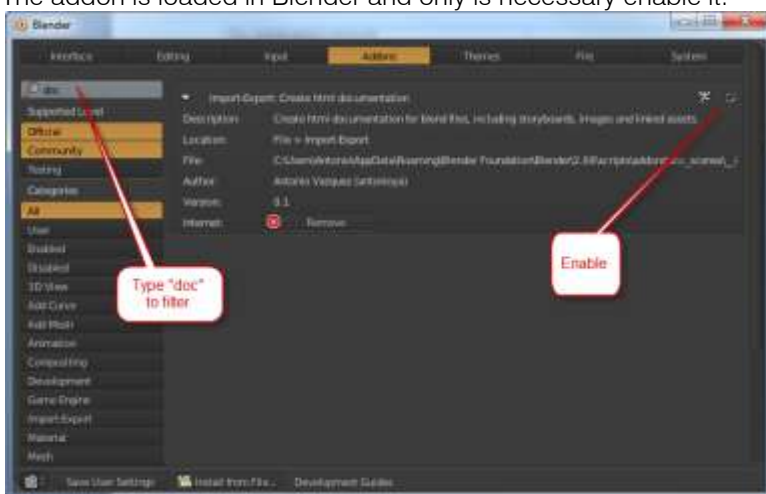 The addon is loaded in Blender and only is necessary enable it.
Blender
Interface Editing Input Addons Themes File System
doc
Supported Level
Official
Community
Testing
Categories
All
User
Enabled
Disabled
3D View
Add Curve
Add Mesh
Animation
Compositing
Development
Game Engine
Import-Export
Material
Mesh
Import-Export: Create html documentation
Description: Create html documentation for blend files, including storyboards, images and linked assets.
Location: File > Import-Export
File:
Author: Antonio Vazquez (antonioya)
Version: 0.1
Internet: Remove
Type "doc"
to filter
Enable
Save User Settings Install from File... Development Guides